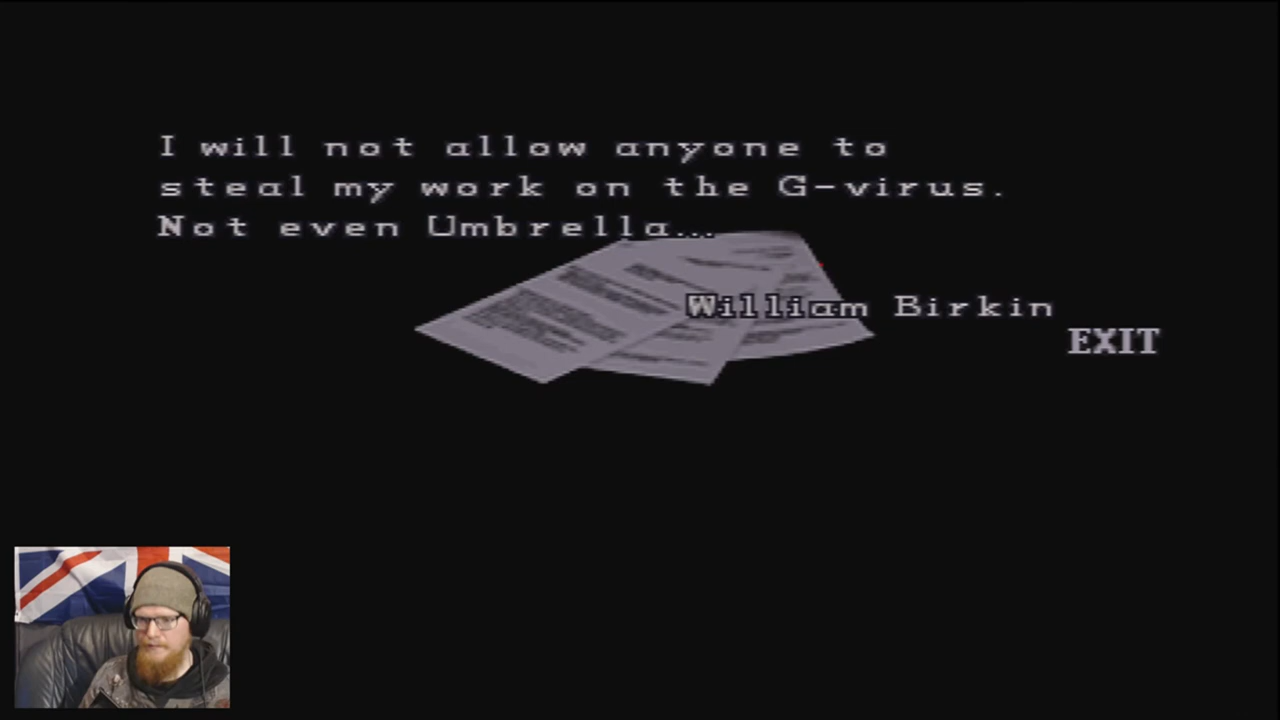 I will not allow anyone to
steal my work on the G-virus.
Not even Umbrella...
William Birkin
EXIT